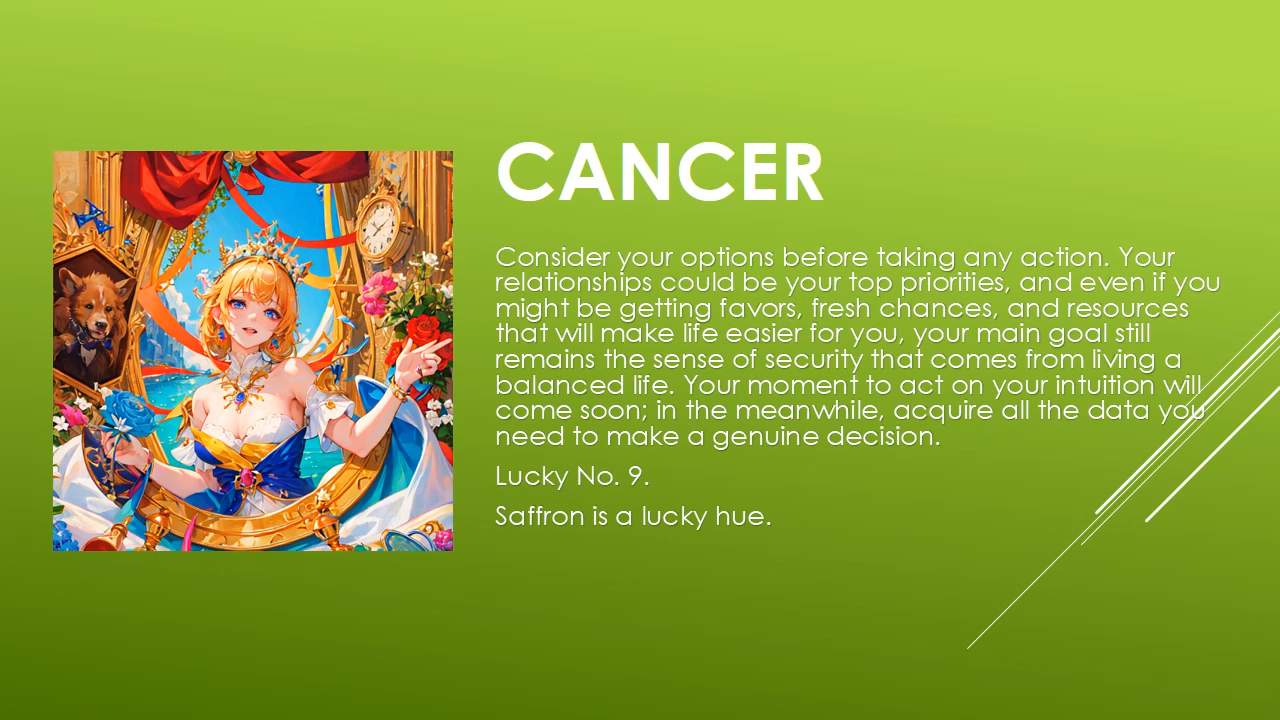 CANCER
Consider your options before taking any action. Your
relationships could be your top priorities, and even if you
might be getting favors, fresh chances, and resources
that will make life easier for you, your main goal still
remains the sense of security that comes from living a
balanced life. Your moment to act on your intuition will
come soon; in the meanwhile, acquire all the data you
need to make a genuine decision.
Lucky No. 9.
Saffron is a lucky hue.